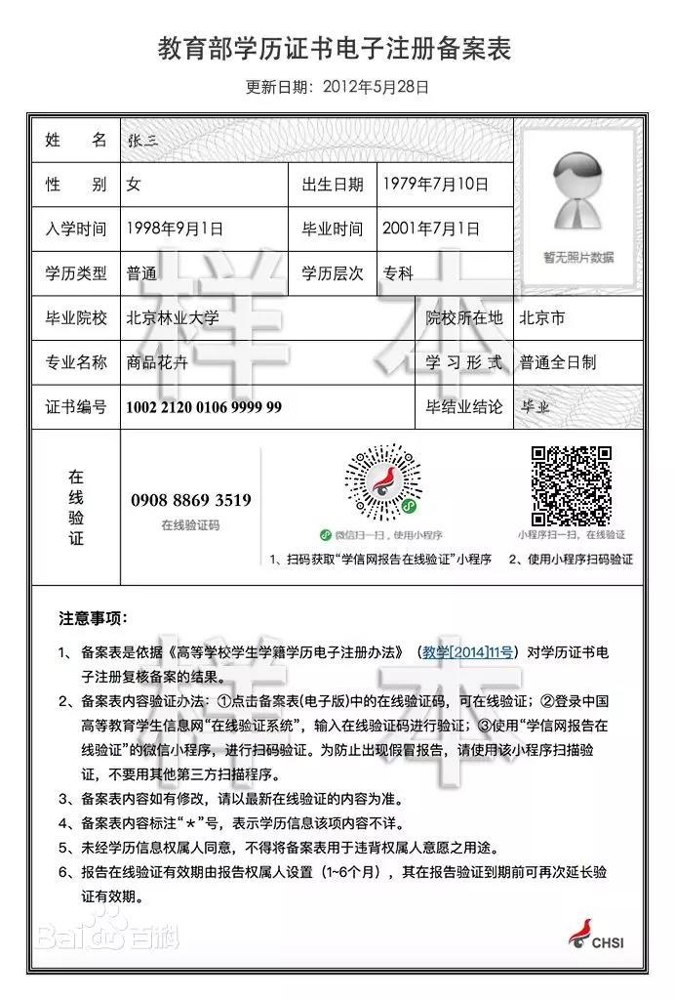 教育部学历证书电子注册备案表
更新日期：2012年5月28日
姓 名 张三
性 别 女 出生日期 1979年7月10日
入学时间 1998年9月1日 毕业时间 2001年7月1日
暂无照片数据
学历类型 普通 学历层次 专科
毕业院校 北京林业大学 院校所在地 北京市
专业名称 商品花卉 学 习 形 式 普通全日制
证书编号 1002 2120 0106 9999 99 毕结业结论 毕业
样本
在线验证
0908 8869 3519
在线验证码
微信扫一扫，使用小程序
小程序扫一扫，在线验证
1、扫码获取“学信网报告在线验证”小程序
2、使用小程序扫码验证
注意事项：
1、备案表是依据《高等学校学生学籍学历电子注册办法》（教学[2014]11号）对学历证书电
子注册复核备案的结果。
2、备案表内容验证办法：①点击备案表(电子版)中的在线验证码，可在线验证；②登录中国
高等教育学生信息网“在线验证系统”，输入在线验证码进行验证；③使用“学信网报告在
线验证”的微信小程序，进行扫码验证。为防止出现假冒报告，请使用该小程序扫描验
证，不要用其他第三方扫描程序。
3、备案表内容如有修改，请以最新在线验证的内容为准。
4、备案表内容标注“＊”号，表示学历信息该项内容不详。
5、未经学历信息权属人同意，不得将备案表用于违背权属人意愿之用途。
6、报告在线验证有效期由报告权属人设置（1~6个月），其在报告验证到期前可再次延长验
证有效期。
样本
Bai百科
CHSI